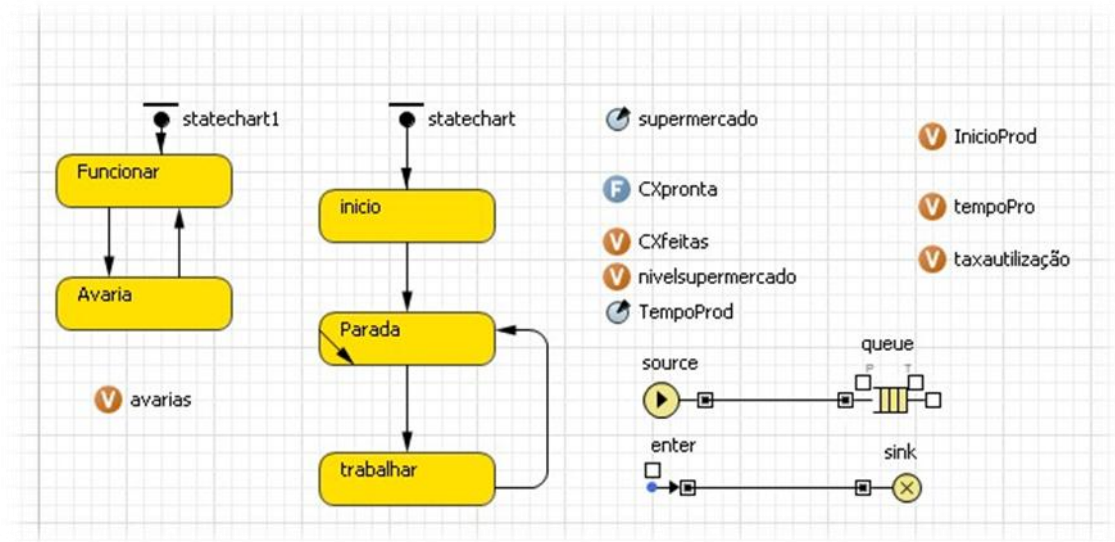 statechart1
Funcionar
Avaria
avarias
statechart
inicio
Parada
trabalhar
supermercado
CXpronta
CXfeitas
nivelsupermercado
TempoProd
InicioProd
tempoPro
taxautilização
source
queue
P T
enter
sink
F
V
V
V
V
V
V